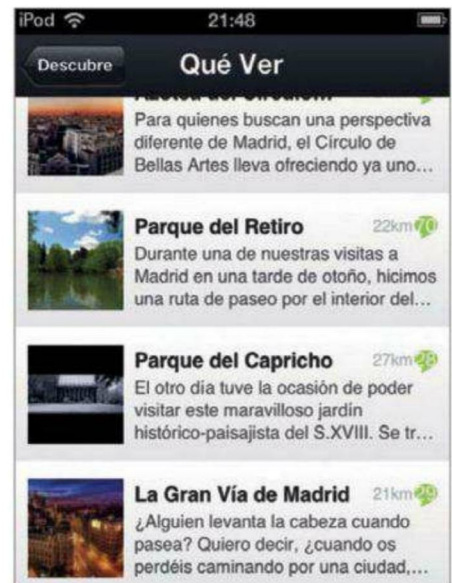 iPod 21:48
Descubre Qué Ver
Para quienes buscan una perspectiva
diferente de Madrid, el Círculo de
Bellas Artes lleva ofreciendo ya uno...
Parque del Retiro 22km 70
Durante una de nuestras visitas a
Madrid en una tarde de otoño, hicimos
una ruta de paseo por el interior del...
Parque del Capricho 27km 28
El otro día tuve la ocasión de poder
visitar este maravilloso jardín
histórico-paisajista del S.XVIII. Se tr...
La Gran Vía de Madrid 21km 29
¿Alguien levanta la cabeza cuando
pasea? Quiero decir, ¿cuando os
perdéis caminando por una ciudad,...